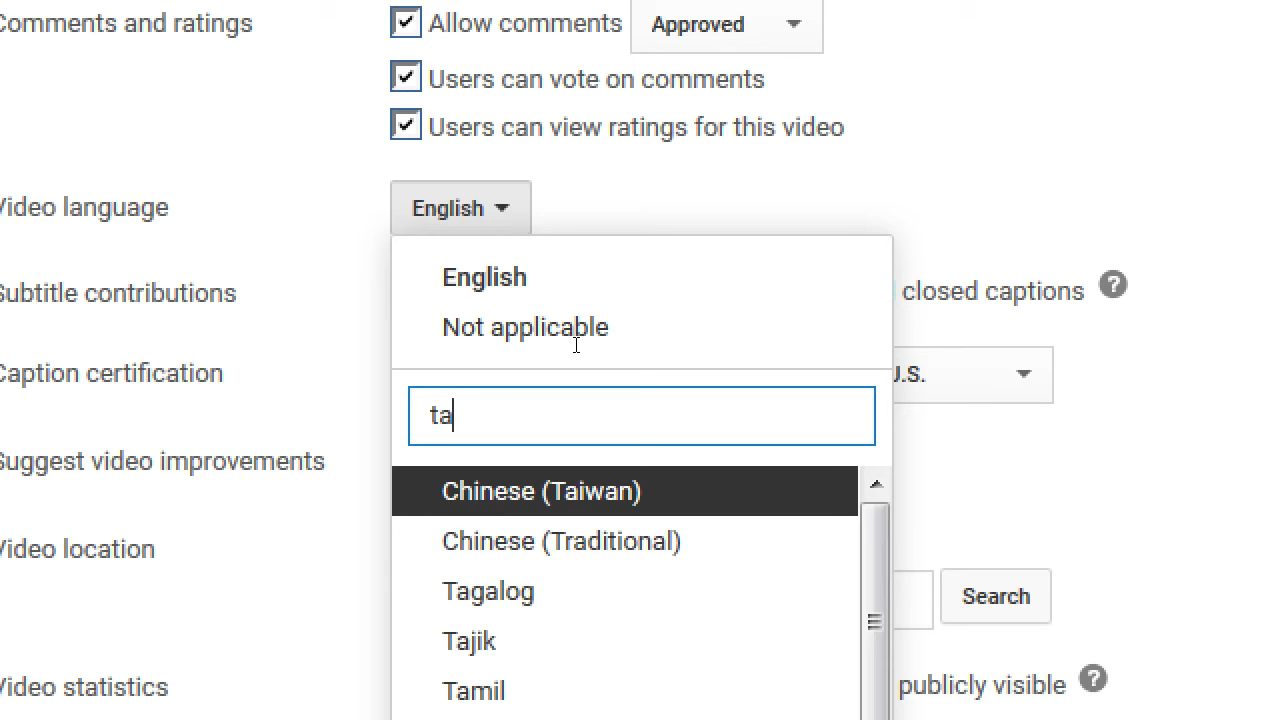 Comments and ratings
Allow comments
Approved
Users can vote on comments
Users can view ratings for this video
Video language
English
English
Not applicable
Subtitle contributions
closed captions
?
Caption certification
U.S.
ta
Suggest video improvements
Chinese (Taiwan)
Chinese (Traditional)
Video location
Tagalog
Search
Tajik
Video statistics
Tamil
publicly visible
?